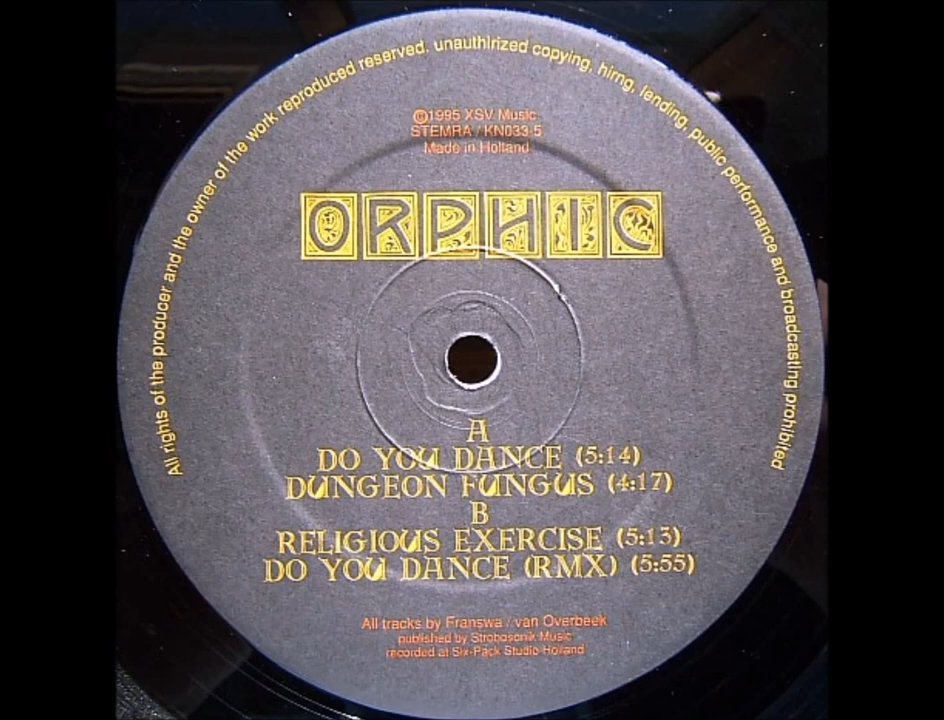 All rights of the producer and the owner of the work reproduced reserved. unauthirized copying, hirng, lending, public performance and broadcasting prohibited
©1995 XSV Music
STEMRA / KN033-5
Made in Holland
ORPHIC
A
DO YOU DANCE (5:14)
DUNGEON FUNGUS (4:17)
B
RELIGIOUS EXERCISE (5:13)
DO YOU DANCE (RMX) (5:55)
All tracks by Franswa / van Overbeek
published by Strobosonik Music
recorded at Six-Pack Studio Holland